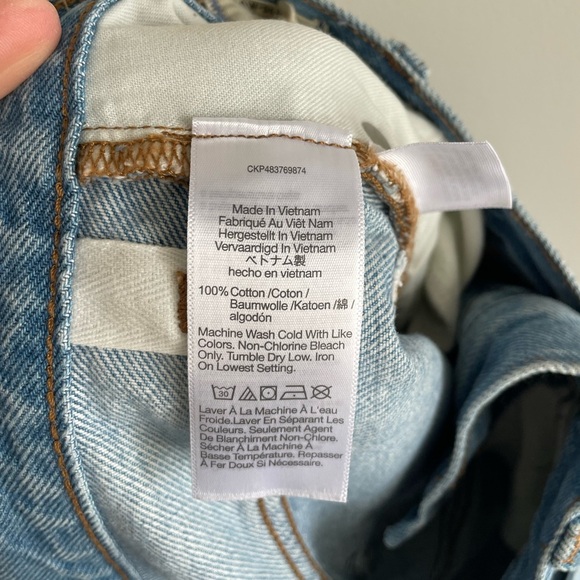 CKP483769874
Made In Vietnam
Fabriqué Au Viêt Nam
Hergestellt In Vietnam
Vervaardigd In Vietnam
ベトナム製
hecho en vietnam
100% Cotton /Coton /
Baumwolle /Katoen /綿 /
algodón
Machine Wash Cold With Like
Colors. Non-Chlorine Bleach
Only. Tumble Dry Low. Iron
On Lowest Setting.
30
Laver À La Machine À L'eau
Froide.Laver En Séparant Les
Couleurs. Seulement Agent
De Blanchiment Non-Chlore.
Sécher À La Machine À
Basse Température. Repasser
À Fer Doux Si Nécessaire.